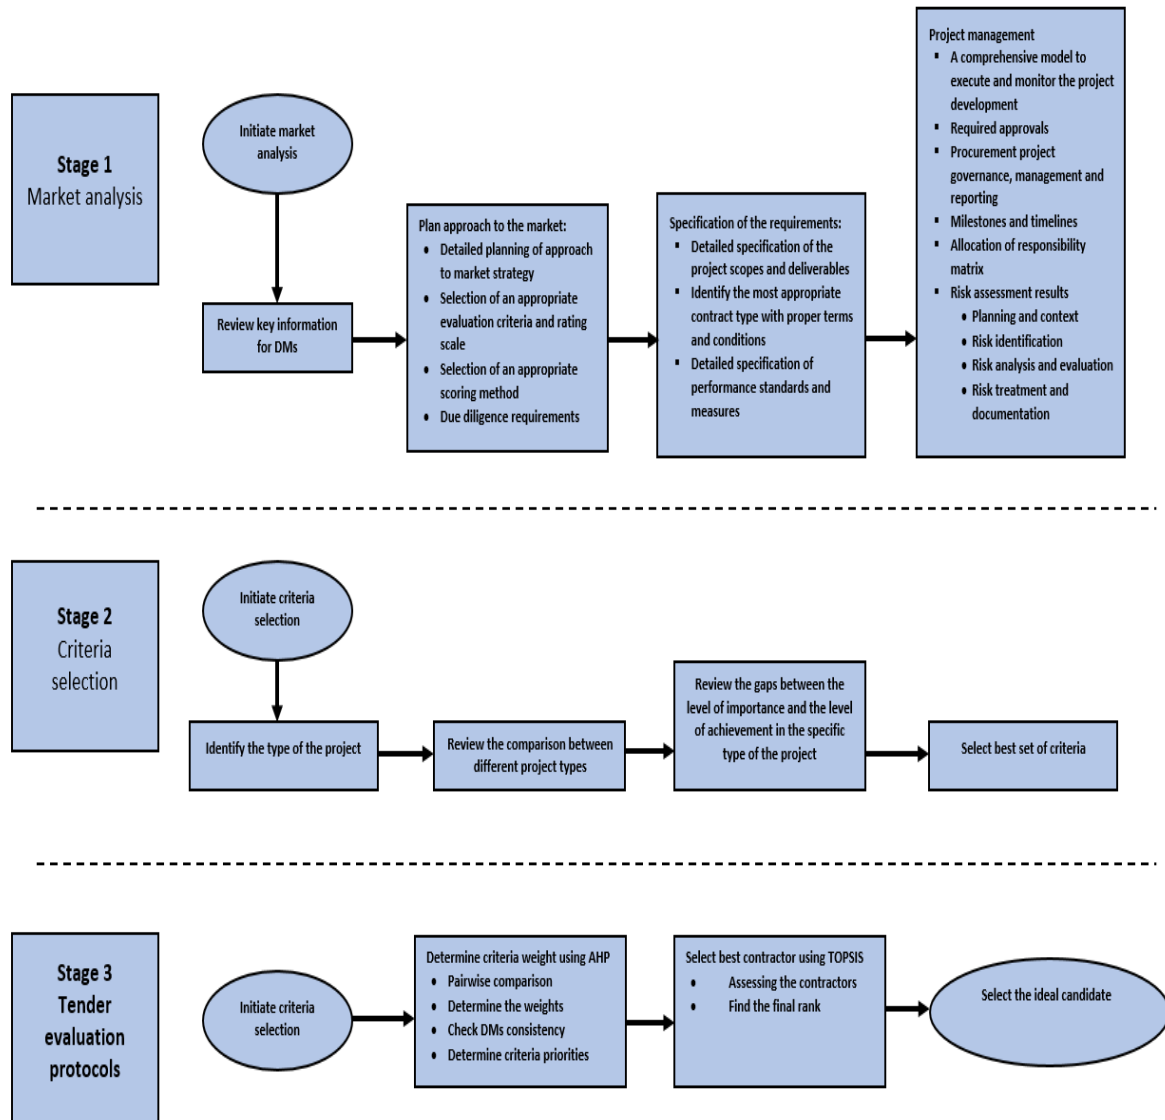 Stage 1
Market analysis
Initiate market
analysis
Review key information
for DMs
Plan approach to the market:
• Detailed planning of approach
to market strategy
• Selection of an appropriate
evaluation criteria and rating
scale
• Selection of an appropriate
scoring method
• Due diligence requirements
Specification of the requirements:
▪ Detailed specification of the
project scopes and deliverables
▪ Identify the most appropriate
contract type with proper terms
and conditions
▪ Detailed specification of
performance standards and
measures
Project management
▪ A comprehensive model to
execute and monitor the project
development
▪ Required approvals
▪ Procurement project
governance, management and
reporting
▪ Milestones and timelines
▪ Allocation of responsibility
matrix
▪ Risk assessment results
• Planning and context
• Risk identification
• Risk analysis and evaluation
• Risk treatment and
documentation
Stage 2
Criteria
selection
Initiate criteria
selection
Identify the type of the project
Review the comparison between
different project types
Review the gaps between the
level of importance and the level
of achievement in the specific
type of the project
Select best set of criteria
Stage 3
Tender
evaluation
protocols
Initiate criteria
selection
Determine criteria weight using AHP
• Pairwise comparison
• Determine the weights
• Check DMs consistency
• Determine criteria priorities
Select best contractor using TOPSIS
• Assessing the contractors
• Find the final rank
Select the ideal candidate